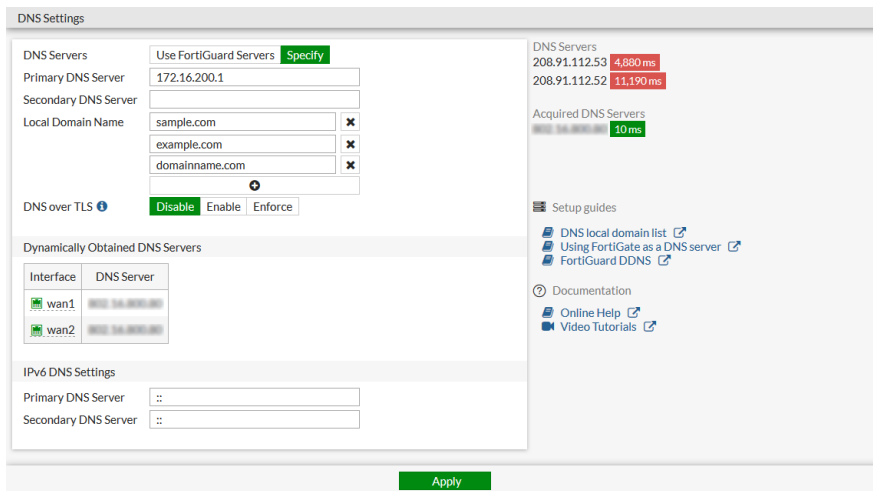 DNS Settings
DNS Servers Use FortiGuard Servers Specify
Primary DNS Server 172.16.200.1
Secondary DNS Server
Local Domain Name sample.com
example.com
domainname.com
DNS over TLS Disable Enable Enforce
Dynamically Obtained DNS Servers
Interface DNS Server
wan1
wan2
IPv6 DNS Settings
Primary DNS Server ::
Secondary DNS Server ::
DNS Servers
208.91.112.53 4,880 ms
208.91.112.52 11,190 ms
Acquired DNS Servers
10 ms
Setup guides
DNS local domain list
Using FortiGate as a DNS server
FortiGuard DDNS
Documentation
Online Help
Video Tutorials
Apply